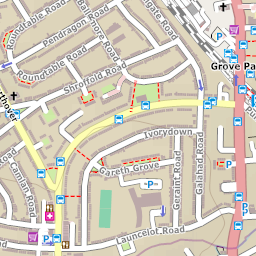 Roundtable Road
Pendragon Road
Roundtable Road
Shroffold Road
Grove Pa
Ivorydown
Gareth Grove
Geraint Road
Galahad Road
Camlan Road
Launcelot Road
P
P
P